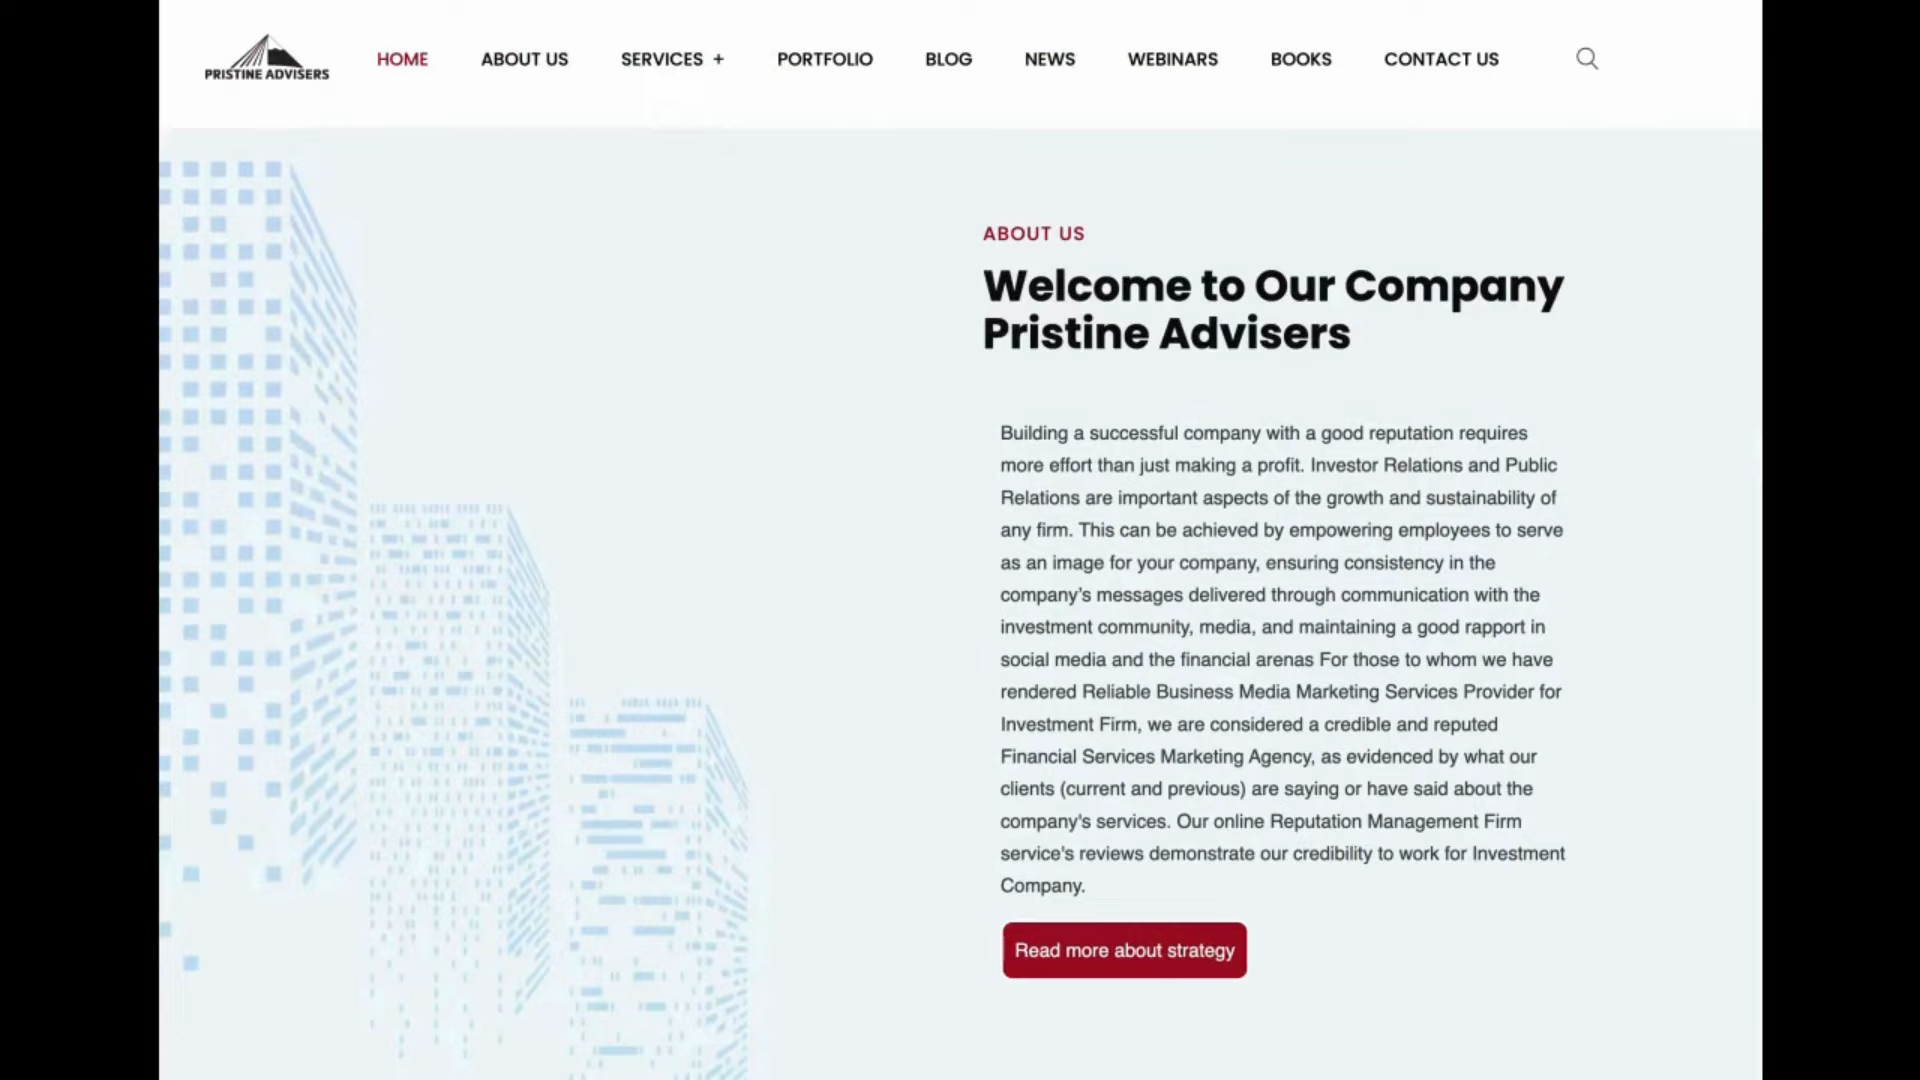 PRISTINE ADVISERS
HOME
ABOUT US
SERVICES +
PORTFOLIO
BLOG
NEWS
WEBINARS
BOOKS
CONTACT US
ABOUT US
Welcome to Our Company
Pristine Advisers
Building a successful company with a good reputation requires
more effort than just making a profit. Investor Relations and Public
Relations are important aspects of the growth and sustainability of
any firm. This can be achieved by empowering employees to serve
as an image for your company, ensuring consistency in the
company's messages delivered through communication with the
investment community, media, and maintaining a good rapport in
social media and the financial arenas For those to whom we have
rendered Reliable Business Media Marketing Services Provider for
Investment Firm, we are considered a credible and reputed
Financial Services Marketing Agency, as evidenced by what our
clients (current and previous) are saying or have said about the
company's services. Our online Reputation Management Firm
service's reviews demonstrate our credibility to work for Investment
Company.
Read more about strategy